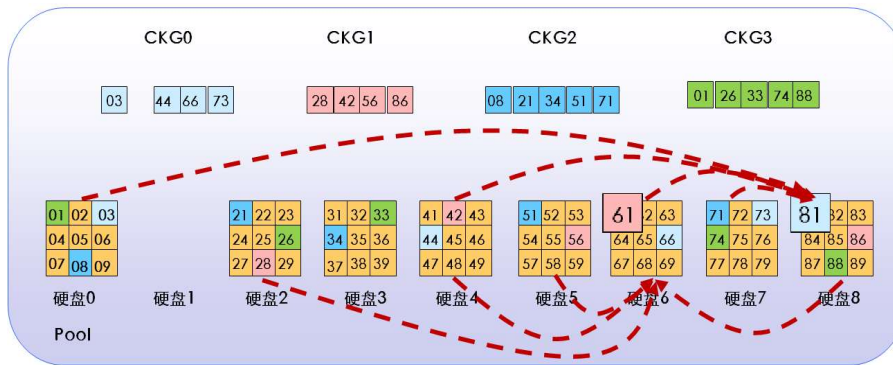 CKG0 CKG1 CKG2 CKG3
03 44 66 73 28 42 56 86 08 21 34 51 71 01 26 33 74 88
01 02 03 21 22 23 31 32 33 41 42 43 51 52 53 61 62 63 71 72 73 81 82 83
04 05 06 24 25 26 34 35 36 44 45 46 54 55 56 64 65 66 74 75 76 84 85 86
07 08 09 27 28 29 37 38 39 47 48 49 57 58 59 67 68 69 77 78 79 87 88 89
硬盘0 硬盘1 硬盘2 硬盘3 硬盘4 硬盘5 硬盘6 硬盘7 硬盘8
Pool